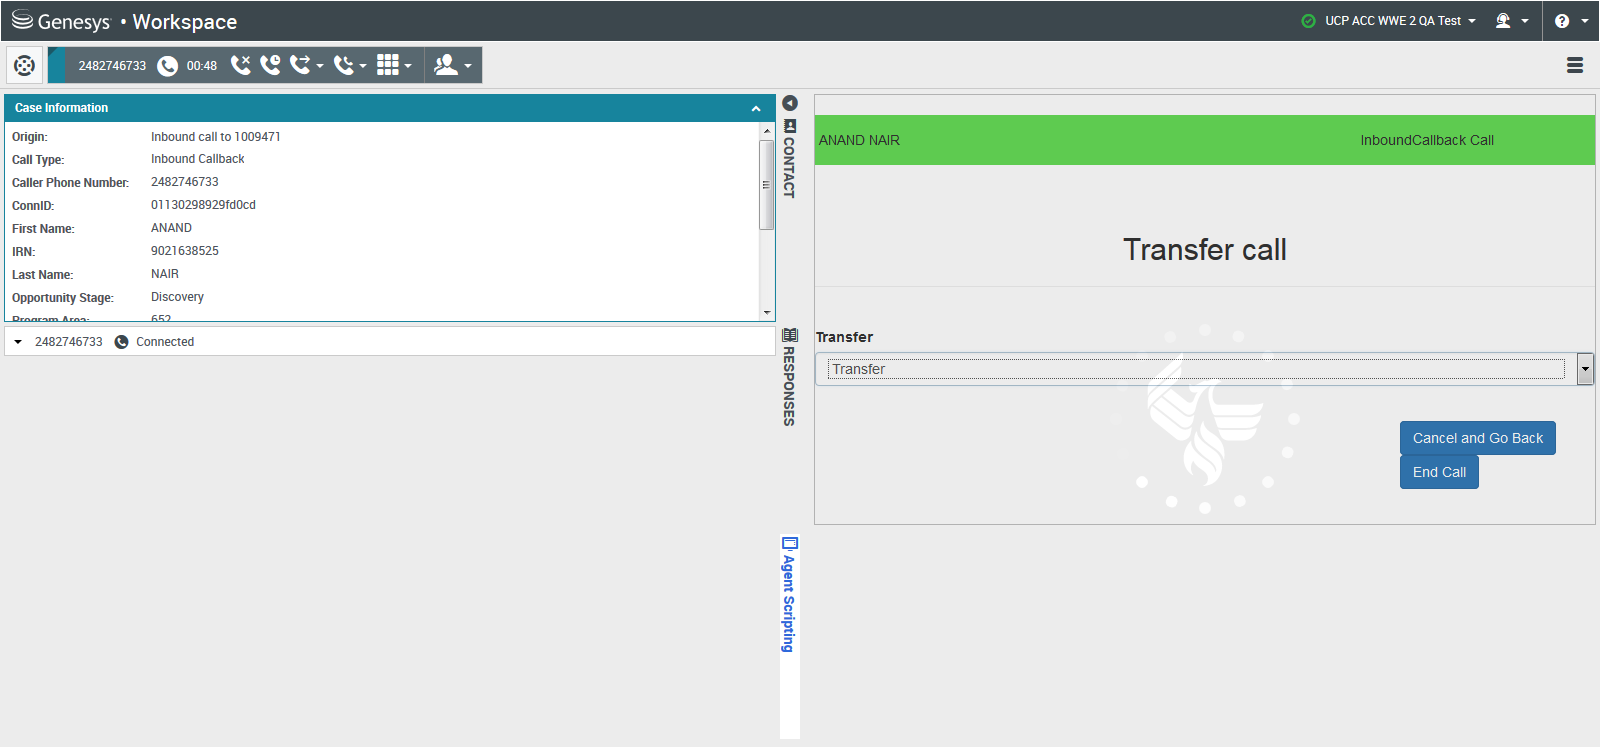 Genesys • Workspace
UCP ACC WWE 2 QA Test
?
2482746733 00:48
Case Information
Origin: Inbound call to 1009471
Call Type: Inbound Callback
Caller Phone Number: 2482746733
ConnID: 01130298929fd0cd
First Name: ANAND
IRN: 9021638525
Last Name: NAIR
Opportunity Stage: Discovery
Program Area: 652
2482746733 Connected
CONTACT
RESPONSES
Agent Scripting
ANAND NAIR InboundCallback Call
Transfer call
Transfer
Transfer
Cancel and Go Back
End Call